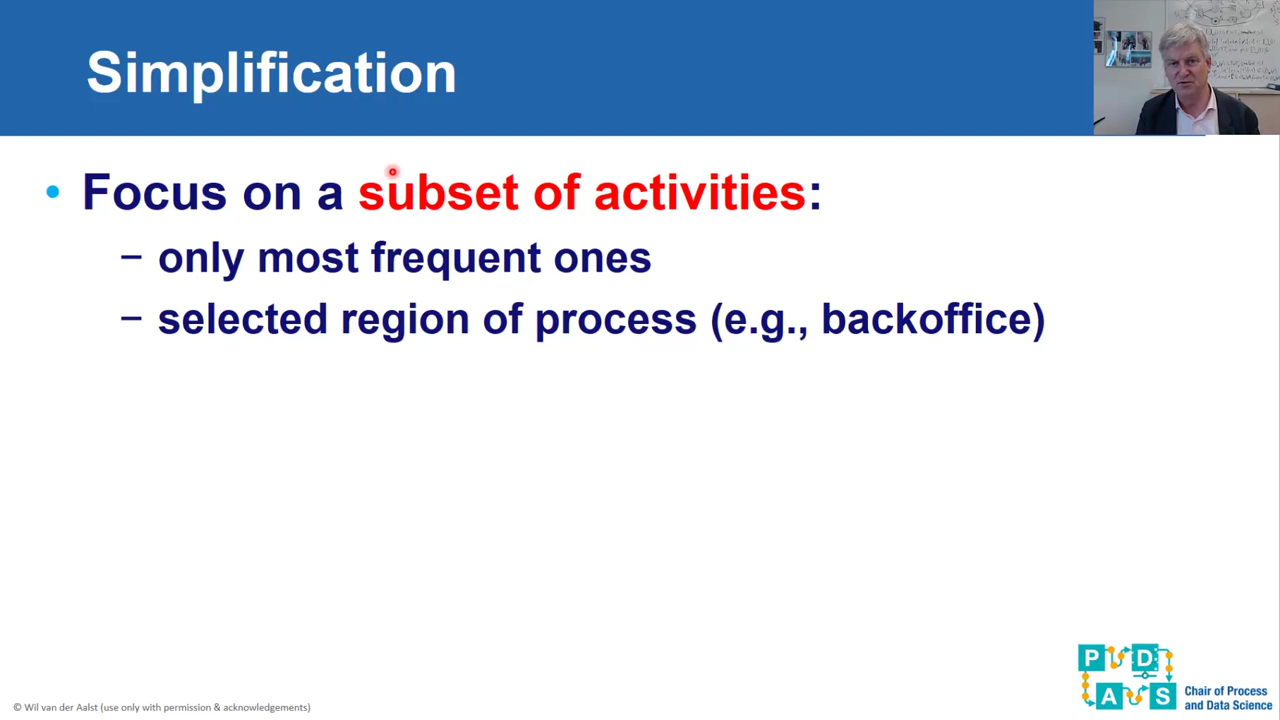 Simplification
• Focus on a subset of activities:
– only most frequent ones
– selected region of process (e.g., backoffice)
P D
A S
Chair of Process
and Data Science
© Wil van der Aalst (use only with permission & acknowledgements)